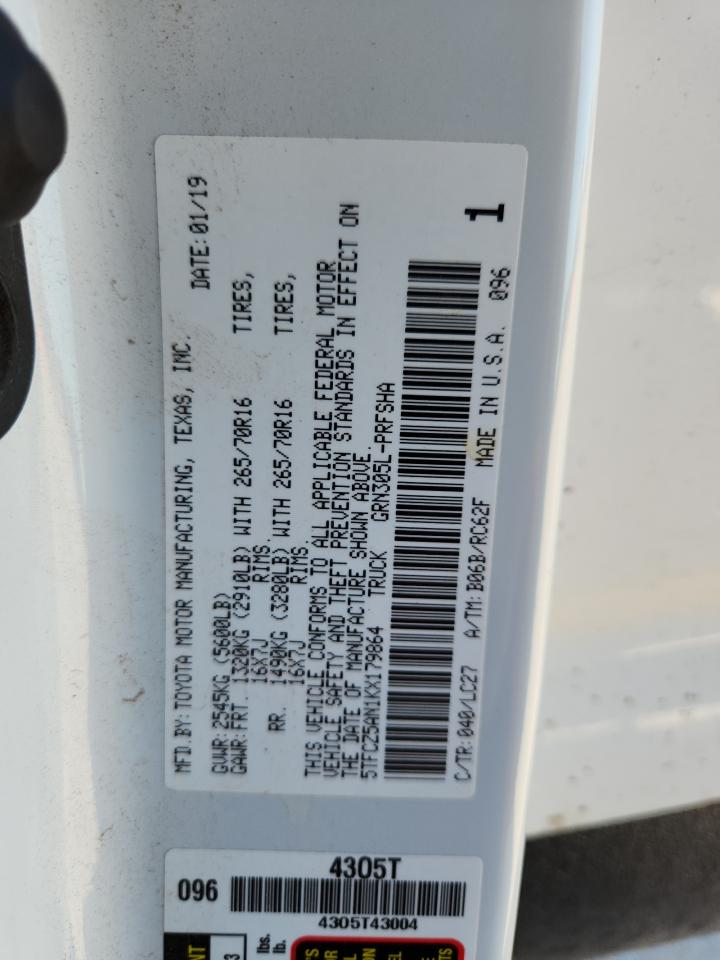 MFD.BY:TOYOTA MOTOR MANUFACTURING, TEXAS, INC.
DATE:01/19
GVWR:2545KG (5600LB)
GAWR:FRT. 1320KG (2910LB) WITH 265/70R16 TIRES,
16X7J RIMS.
RR. 1490KG (3280LB) WITH 265/70R16 TIRES,
16X7J RIMS.
THIS VEHICLE CONFORMS TO ALL APPLICABLE FEDERAL MOTOR
VEHICLE SAFETY AND THEFT PREVENTION STANDARDS IN EFFECT ON
THE DATE OF MANUFACTURE SHOWN ABOVE.
5TFCZ5AN1KX179864 TRUCK GRN305L-PRFSHA
1
C/TR:040/LC27 A/TM:B06B/RC62F MADE IN U.S.A. 096
4305T
096
4305T43004
lbs.
lb.